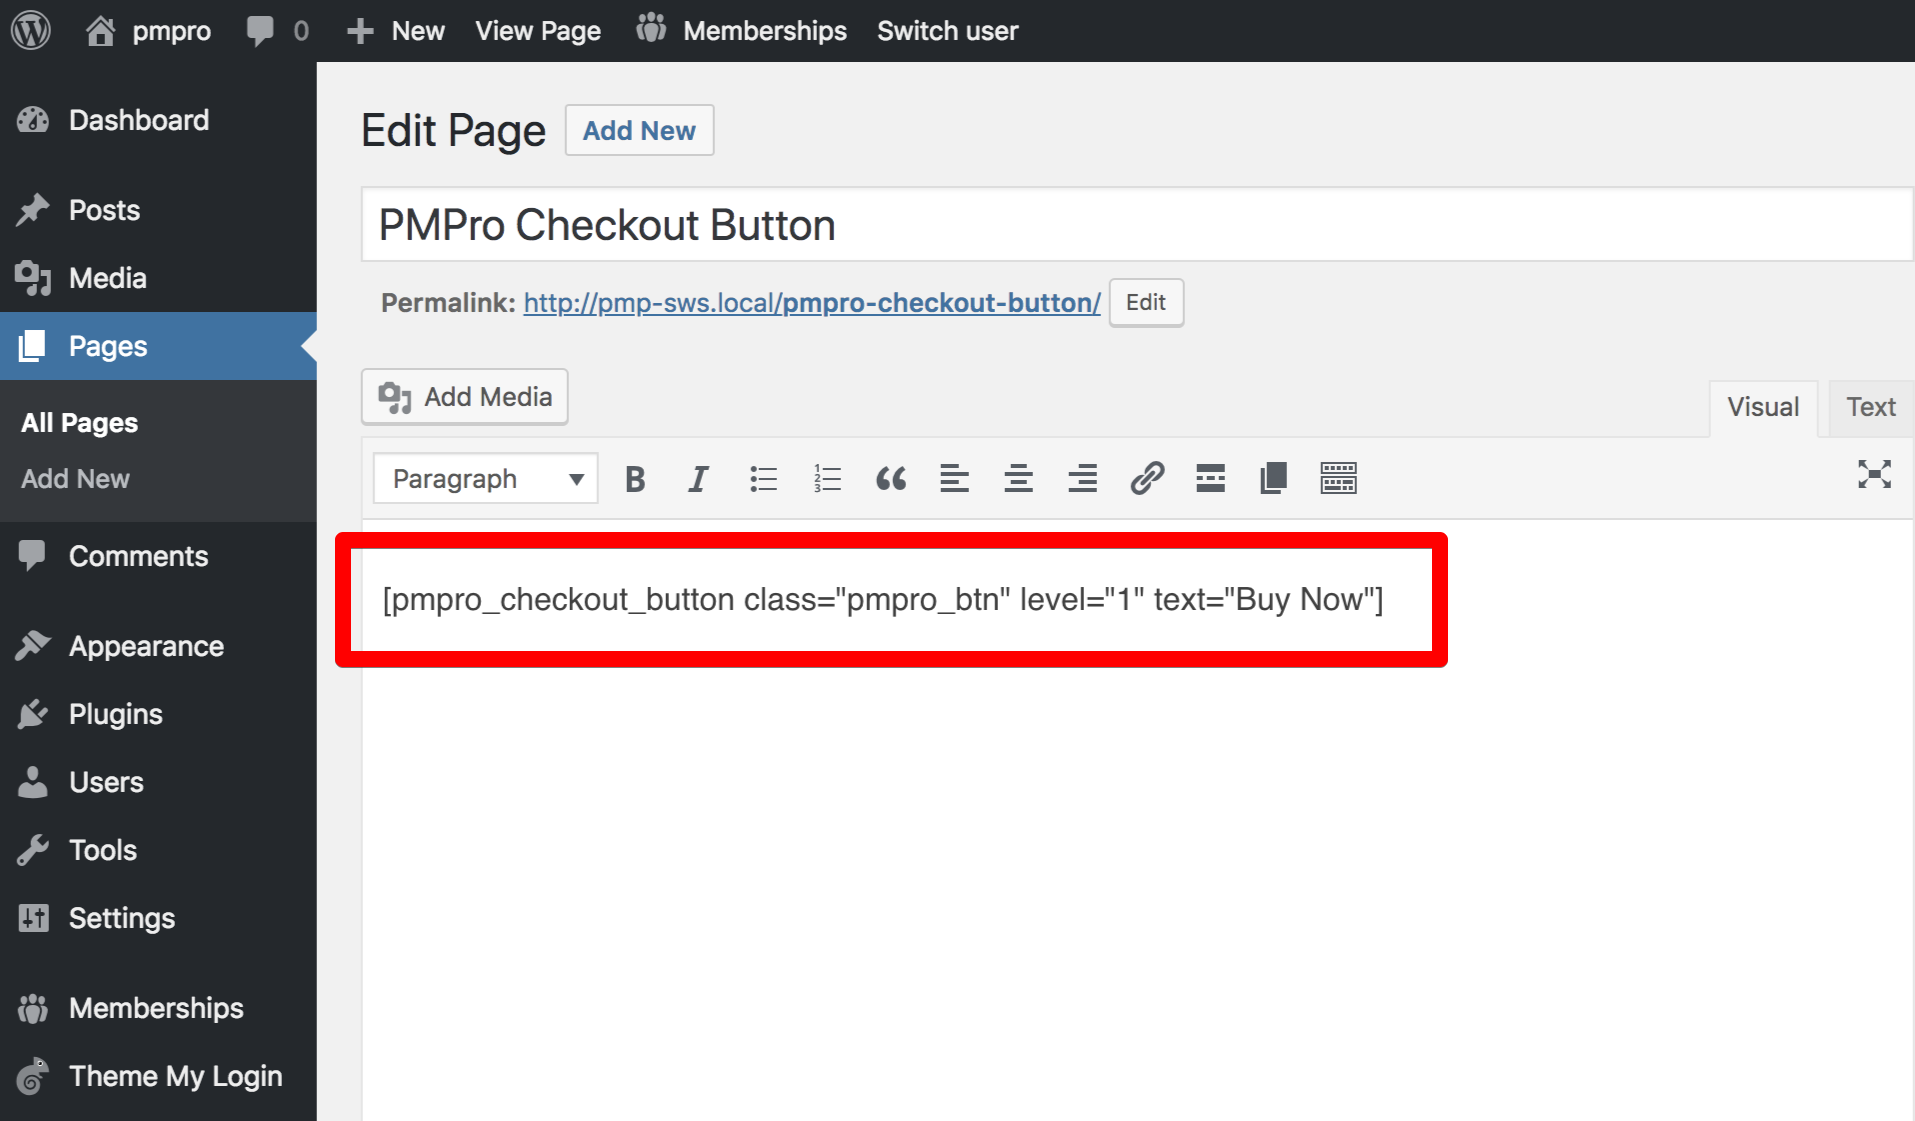 pmpro 0 New View Page Memberships Switch user
Dashboard
Posts
Media
Pages
All Pages
Add New
Comments
Appearance
Plugins
Users
Tools
Settings
Memberships
Theme My Login
Edit Page Add New
PMPro Checkout Button
Permalink: http://pmp-sws.local/pmpro-checkout-button/ Edit
Add Media
Visual Text
Paragraph
[pmpro_checkout_button class="pmpro_btn" level="1" text="Buy Now"]